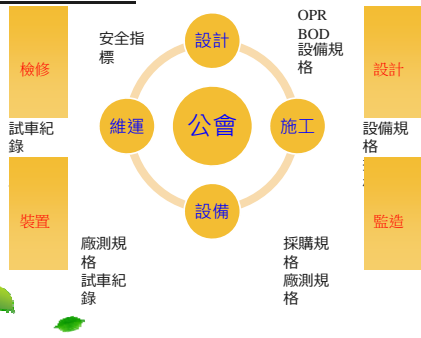 OPR
BOD
設備規
格
安全指
標
設計
檢修
設計
維運
公會
施工
試車紀
錄
設備規
格
裝置
設備
監造
廠測規
格
試車紀
錄
採購規
格
廠測規
格